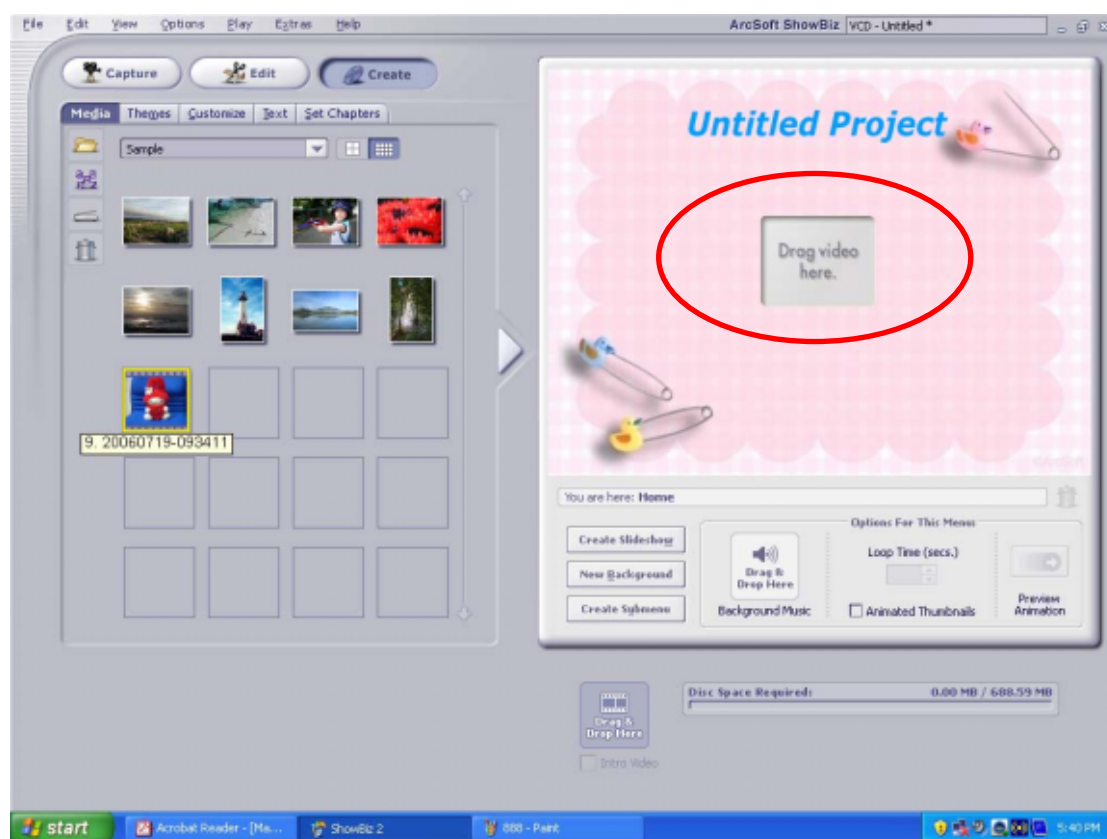 File Edit View Options Play Extras Help
ArcSoft ShowBiz VCD - Untitled *
Capture Edit Create
Media Themes Customize Text Set Chapters
Sample
Untitled Project
Drag video
here.
9. 20060719-093411
You are here: Home
Options For This Menu
Create Slideshow
New Background
Create Submenu
Drag &
Drop Here
Background Music
Loop Time (secs.)
Animated Thumbnails
Preview
Animation
Drag &
Drop Here
Intro Video
Disc Space Required: 0.00 MB / 688.59 MB
start Acrobat Reader - [Ma... ShowBiz 2 888 - Paint 5:40 PM